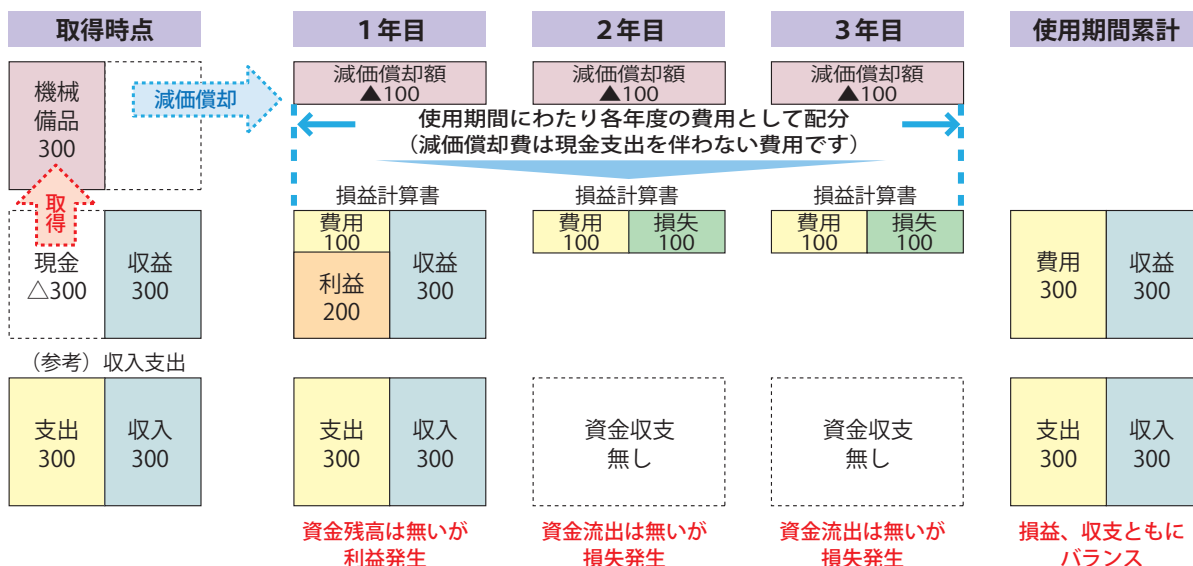 取得時点
1年目
2年目
3年目
使用期間累計
機械
備品
300
減価償却
減価償却額
▲100
減価償却額
▲100
減価償却額
▲100
使用期間にわたり各年度の費用として配分
（減価償却費は現金支出を伴わない費用です）
取得
現金
△300
収益
300
損益計算書
費用
100
利益
200
収益
300
損益計算書
費用
100
損失
100
損益計算書
費用
100
損失
100
費用
300
収益
300
（参考）収入支出
支出
300
収入
300
支出
300
収入
300
資金収支
無し
資金収支
無し
支出
300
収入
300
資金残高は無いが
利益発生
資金流出は無いが
損失発生
資金流出は無いが
損失発生
損益、収支ともに
バランス